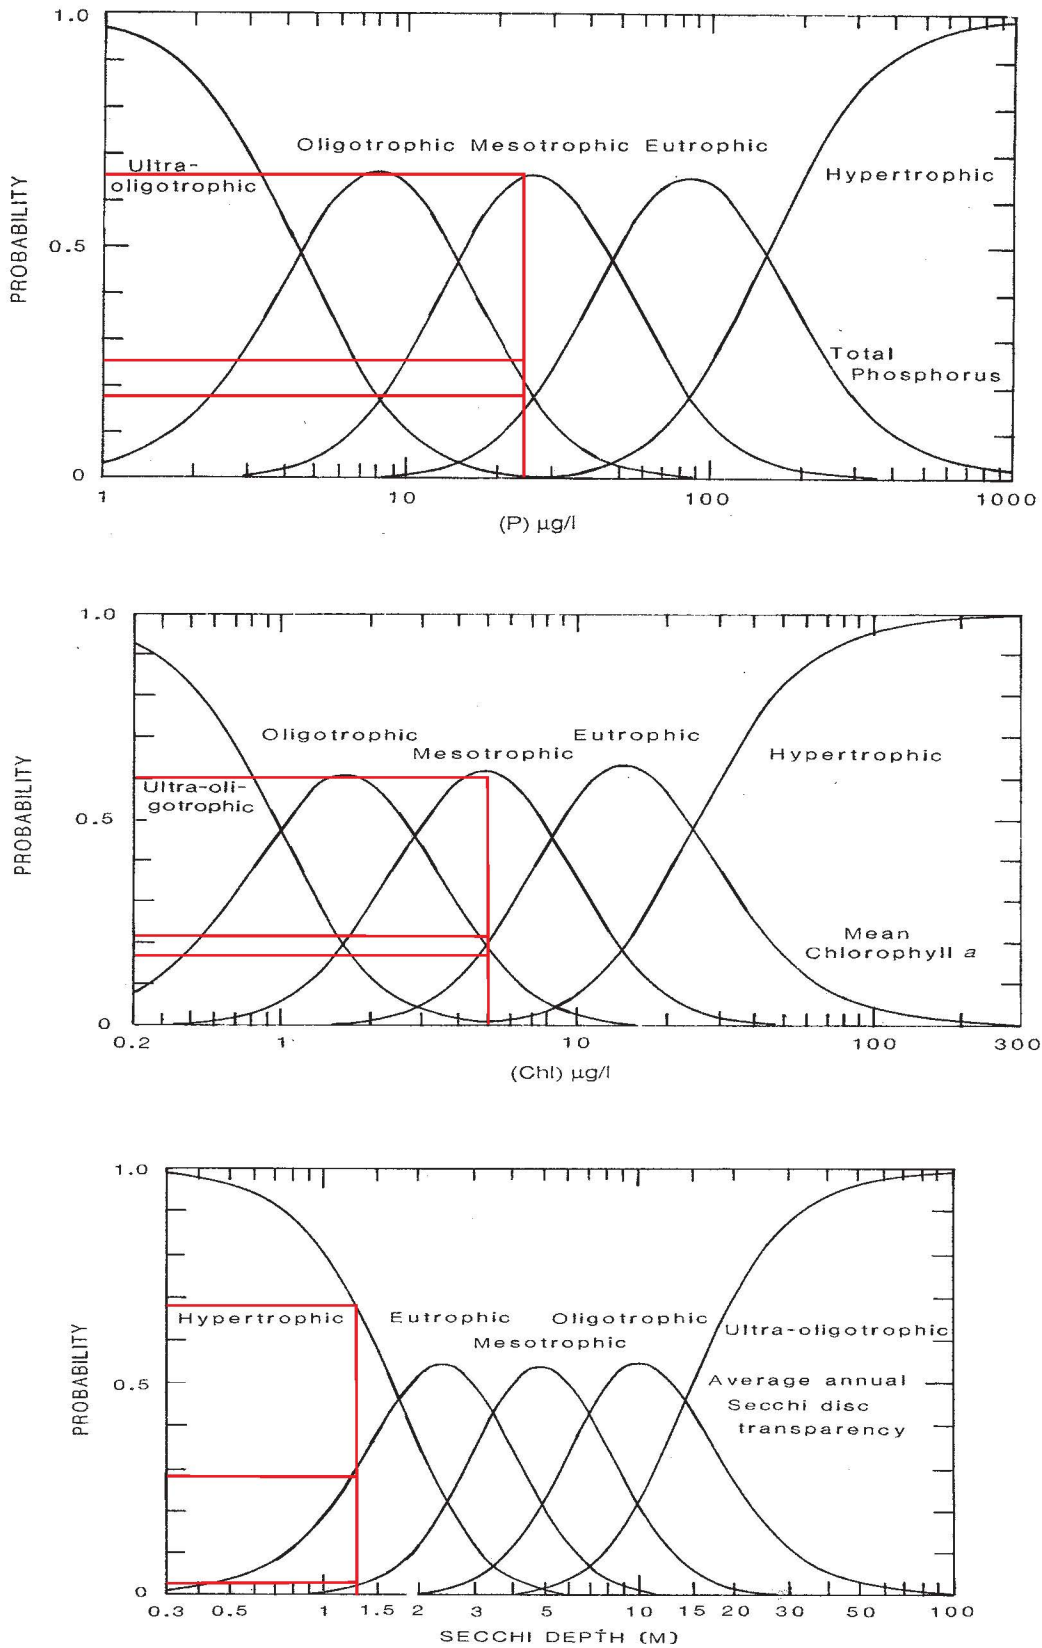 1.0
Oligotrophic Mesotrophic Eutrophic
Ultra-
oligotrophic
Hypertrophic
PROBABILITY
0.5
Total
Phosphorus
0
1 10 100 1000
(P) µg/l
1.0
Oligotrophic
Mesotrophic
Eutrophic
Hypertrophic
Ultra-oli-
gotrophic
PROBABILITY
0.5
Mean
Chlorophyll a
0
0.2 1 10 100 300
(Chl) µg/l
1.0
Hypertrophic
Eutrophic
Mesotrophic
Oligotrophic
Ultra-oligotrophic
PROBABILITY
0.5
Average annual
Secchi disc
transparency
0
0.3 0.5 1 1.5 2 3 5 10 15 20 30 50 100
SECCHI DEPTH (M)